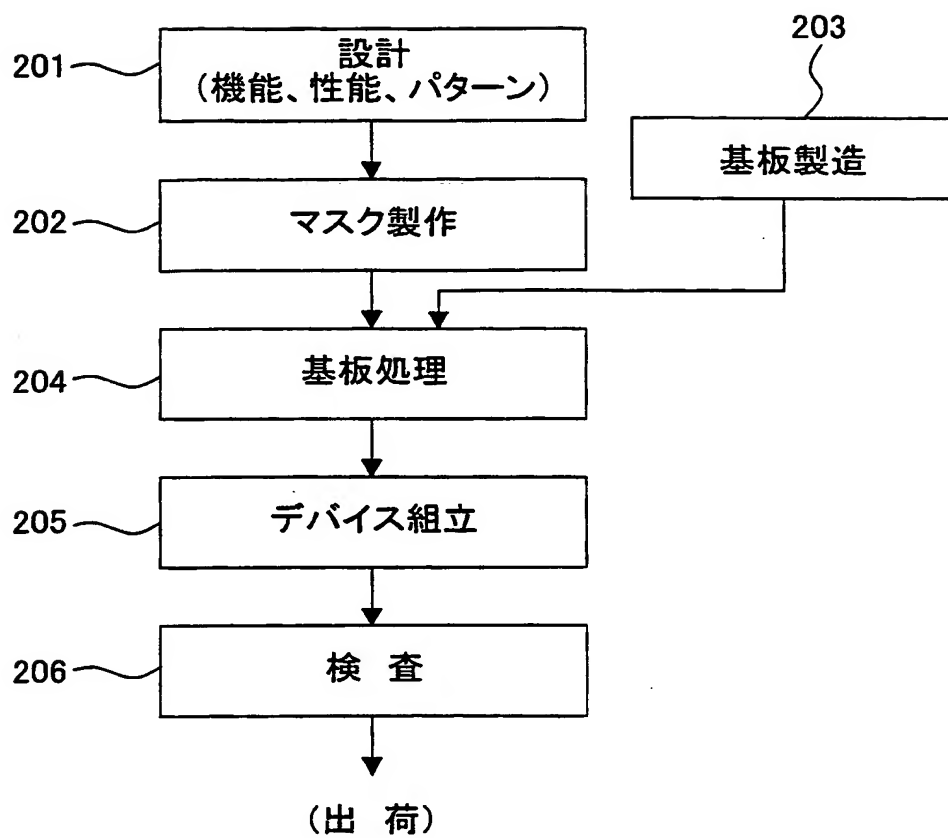 201
設計
(機能、性能、パターン)
203
基板製造
202
マスク製作
204
基板処理
205
デバイス組立
206
検 査
(出 荷)